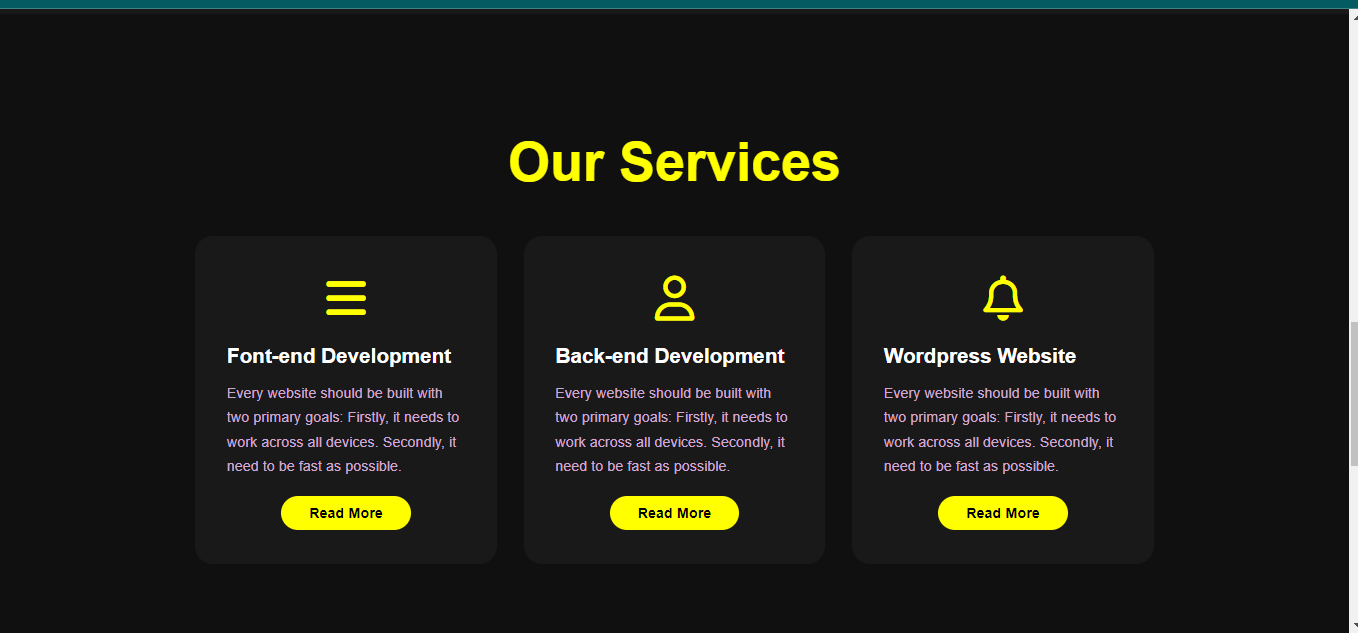 Our Services
Font-end Development
Every website should be built with
two primary goals: Firstly, it needs to
work across all devices. Secondly, it
need to be fast as possible.
Read More
Back-end Development
Every website should be built with
two primary goals: Firstly, it needs to
work across all devices. Secondly, it
need to be fast as possible.
Read More
Wordpress Website
Every website should be built with
two primary goals: Firstly, it needs to
work across all devices. Secondly, it
need to be fast as possible.
Read More